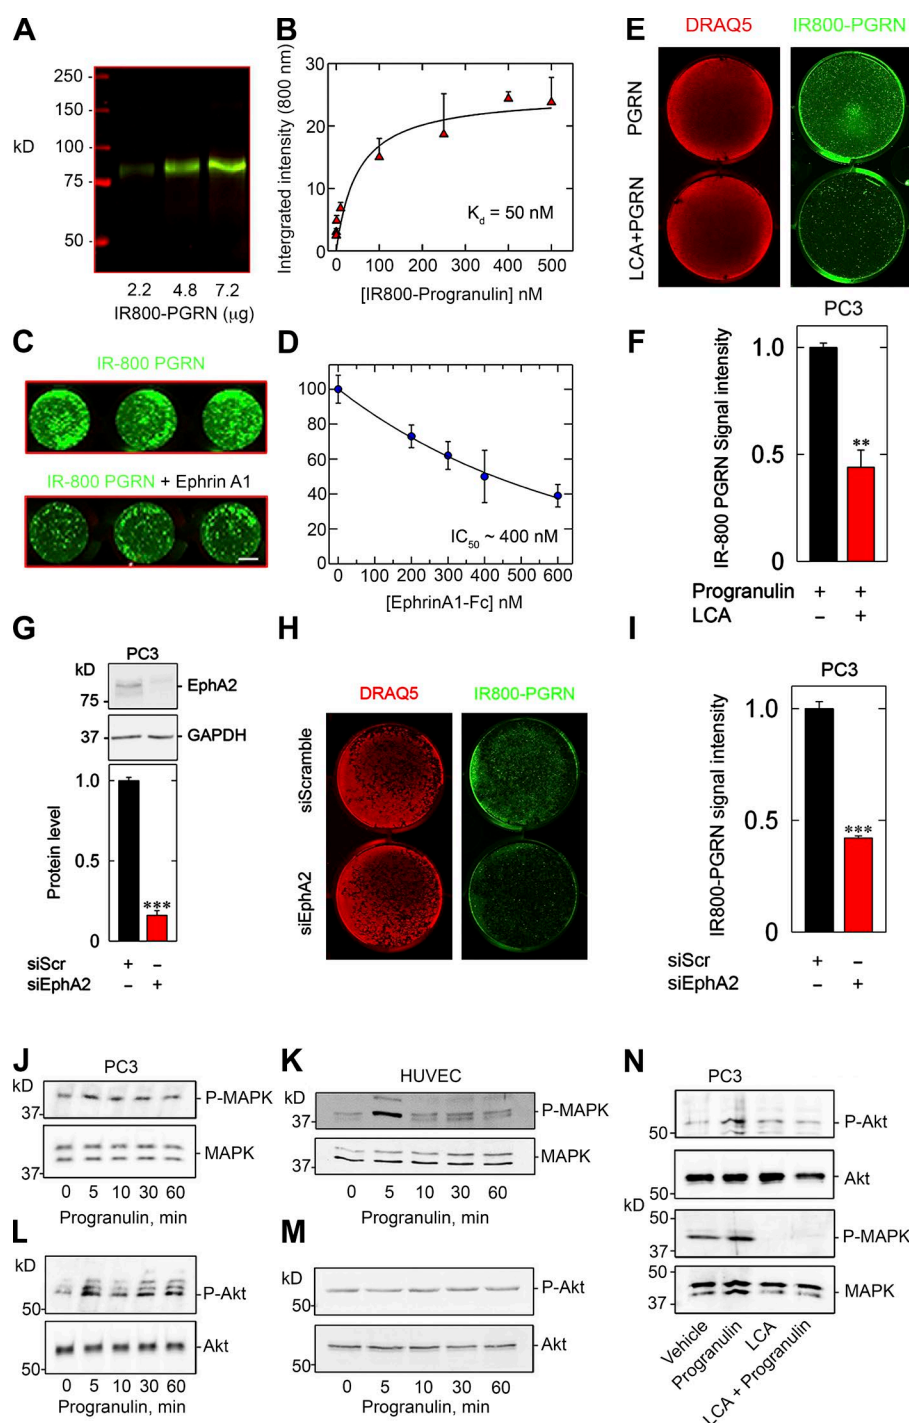 A
250 -
150 -
kD
100 -
75 -
50 -
2.2 4.8 7.2
IR800-PGRN (μg)
B
Intergrated intensity (800 nm)
30
20
10
0
Kd = 50 nM
0 100 200 300 400 500
[IR800-Progranulin] nM
C
IR-800 PGRN
IR-800 PGRN + Ephrin A1
D
100
80
60
40
20
0
IC50 ~ 400 nM
0 100 200 300 400 500 600
[EphrinA1-Fc] nM
E
DRAQ5 IR800-PGRN
PGRN
LCA+PGRN
F
PC3
IR-800 PGRN Signal intensity
1.0
0.5
0
**
Progranulin + +
LCA – +
G
PC3
kD
75 -
EphA2
37 -
GAPDH
Protein level
1.0
0.5
0
***
siScr + –
siEphA2 – +
H
DRAQ5 IR800-PGRN
siScramble
siEphA2
I
PC3
IR800-PGRN signal intensity
1.0
0.5
0
***
siScr + –
siEphA2 – +
J
PC3
kD
37-
P-MAPK
37-
MAPK
0 5 10 30 60
Progranulin, min
K
HUVEC
kD
37-
P-MAPK
37-
MAPK
0 5 10 30 60
Progranulin, min
L
kD
50-
P-Akt
50-
Akt
0 5 10 30 60
Progranulin, min
M
kD
50-
P-Akt
50-
Akt
0 5 10 30 60
Progranulin, min
N
PC3
50-
P-Akt
50-
Akt
kD
50-
37-
P-MAPK
50-
37-
MAPK
Vehicle
Progranulin
LCA
LCA + Progranulin